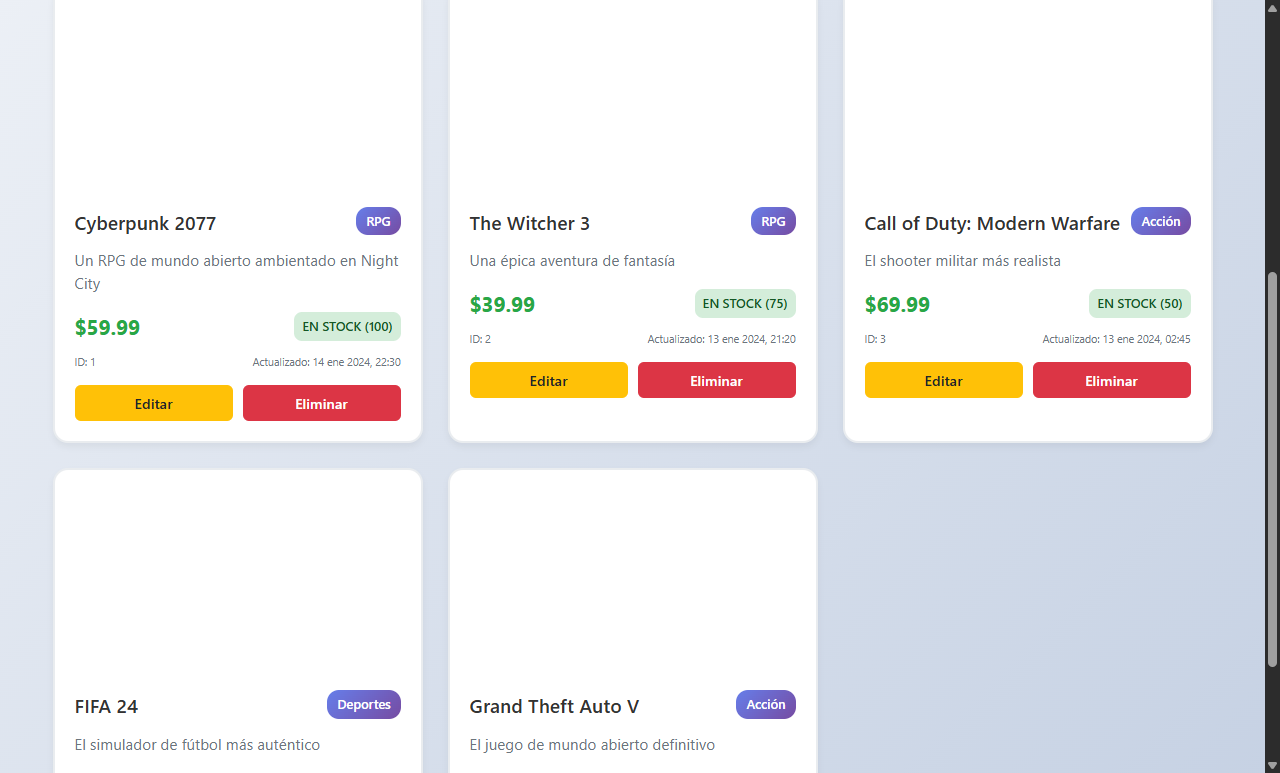 Cyberpunk 2077
RPG
Un RPG de mundo abierto ambientado en Night
City
$59.99
EN STOCK (100)
ID: 1
Actualizado: 14 ene 2024, 22:30
Editar
Eliminar
The Witcher 3
RPG
Una épica aventura de fantasía
$39.99
EN STOCK (75)
ID: 2
Actualizado: 13 ene 2024, 21:20
Editar
Eliminar
Call of Duty: Modern Warfare
Acción
El shooter militar más realista
$69.99
EN STOCK (50)
ID: 3
Actualizado: 13 ene 2024, 02:45
Editar
Eliminar
FIFA 24
Deportes
El simulador de fútbol más auténtico
Grand Theft Auto V
Acción
El juego de mundo abierto definitivo